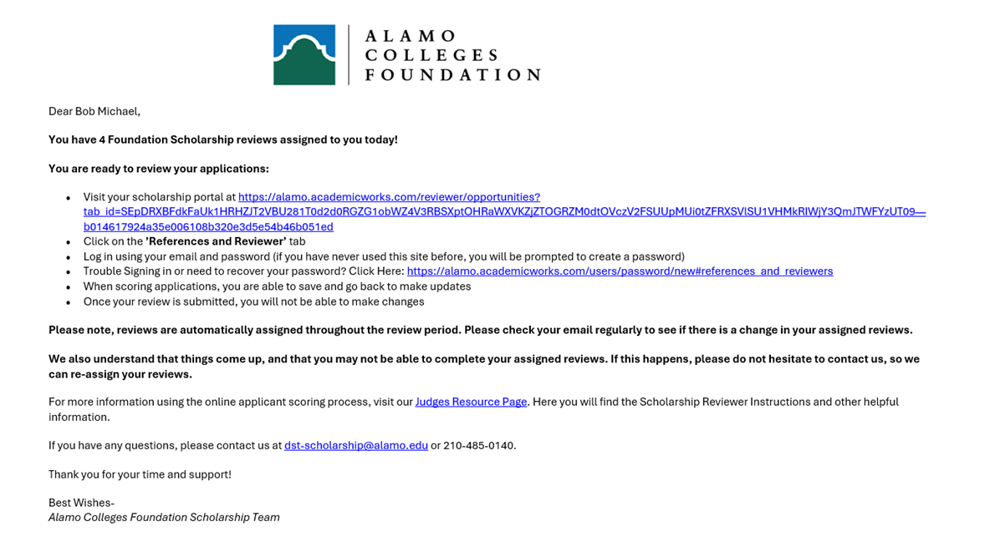 ALAMO
COLLEGES
FOUNDATION
Dear Bob Michael,
You have 4 Foundation Scholarship reviews assigned to you today!
You are ready to review your applications:
• Visit your scholarship portal at https://alamo.academicworks.com/reviewer/opportunities?
tab_id=SEpDRXBFdkFaUk1HRHZJT2VBU281T0d2d0RGZG1obWZ4V3RBSXptOHRaWXVKZjZTOGRZM0dtOVczV2FSUUpMUi0tZFRXSVlSU1VHMkRIWjY3QmJTWFYzUT09—
b014617924a35e006108b320e3d5e54b46b051ed
• Click on the ’References and Reviewer’ tab
• Log in using your email and password (if you have never used this site before, you will be prompted to create a password)
• Trouble Signing in or need to recover your password? Click Here: https://alamo.academicworks.com/users/password/new#references_and_reviewers
• When scoring applications, you are able to save and go back to make updates
• Once your review is submitted, you will not be able to make changes
Please note, reviews are automatically assigned throughout the review period. Please check your email regularly to see if there is a change in your assigned reviews.
We also understand that things come up, and that you may not be able to complete your assigned reviews. If this happens, please do not hesitate to contact us, so we
can re-assign your reviews.
For more information using the online applicant scoring process, visit our Judges Resource Page. Here you will find the Scholarship Reviewer Instructions and other helpful
information.
If you have any questions, please contact us at dst-scholarship@alamo.edu or 210-485-0140.
Thank you for your time and support!
Best Wishes-
Alamo Colleges Foundation Scholarship Team